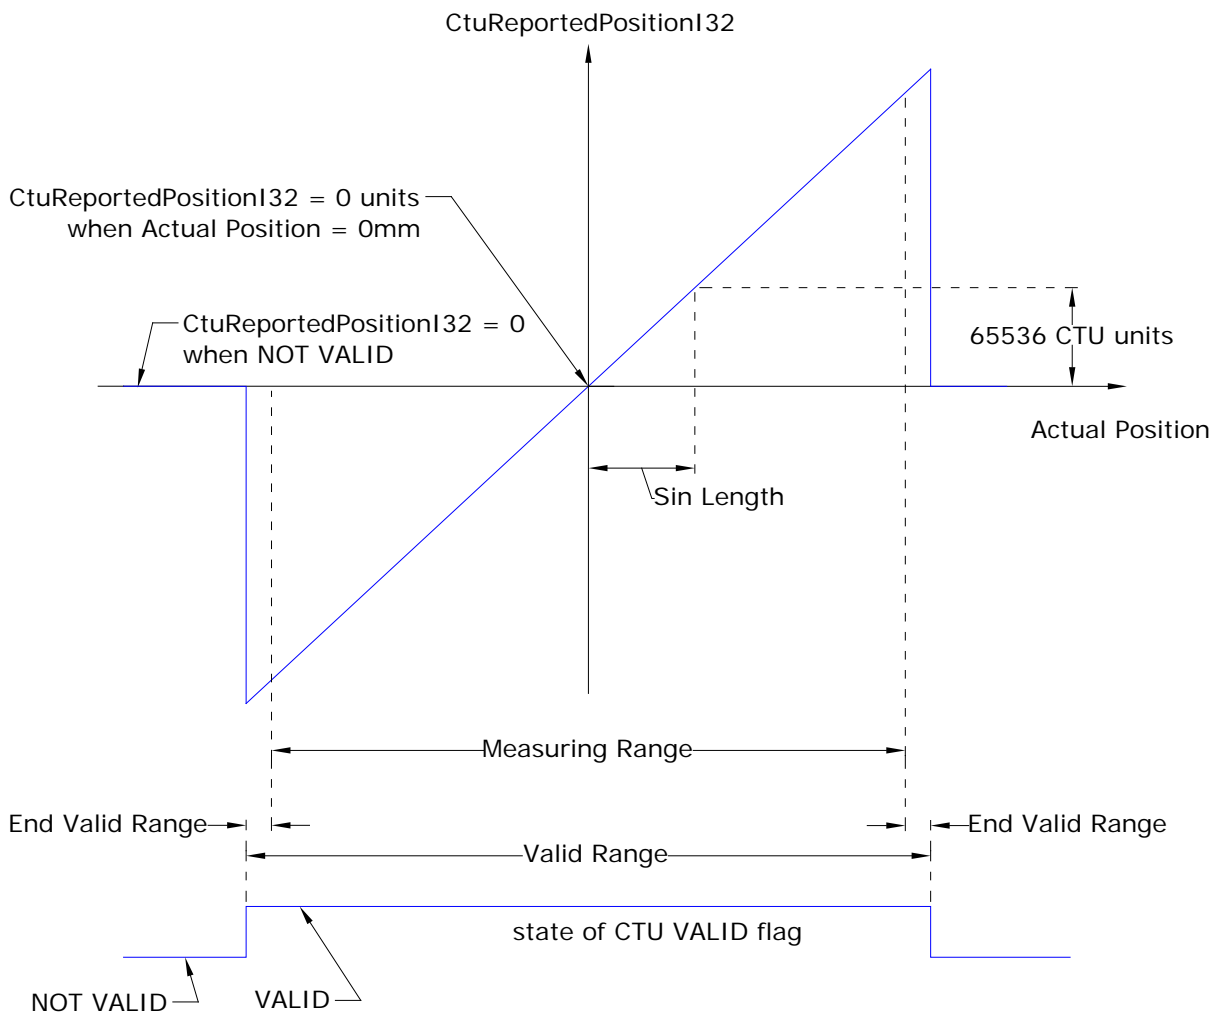 CtuReportedPositionI32
CtuReportedPositionI32 = 0 units
when Actual Position = 0mm
CtuReportedPositionI32 = 0
when NOT VALID
65536 CTU units
Actual Position
Sin Length
Measuring Range
End Valid Range
End Valid Range
Valid Range
state of CTU VALID flag
NOT VALID
VALID